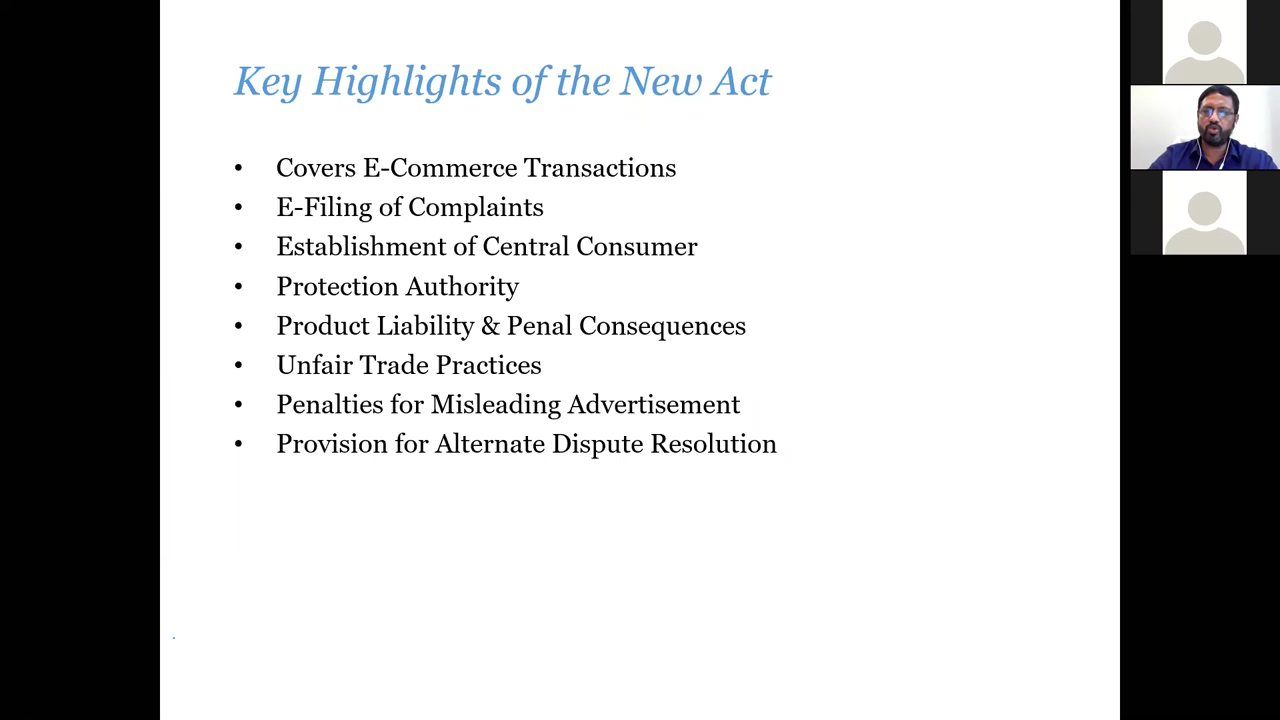 Key Highlights of the New Act
• Covers E-Commerce Transactions
• E-Filing of Complaints
• Establishment of Central Consumer
• Protection Authority
• Product Liability & Penal Consequences
• Unfair Trade Practices
• Penalties for Misleading Advertisement
• Provision for Alternate Dispute Resolution